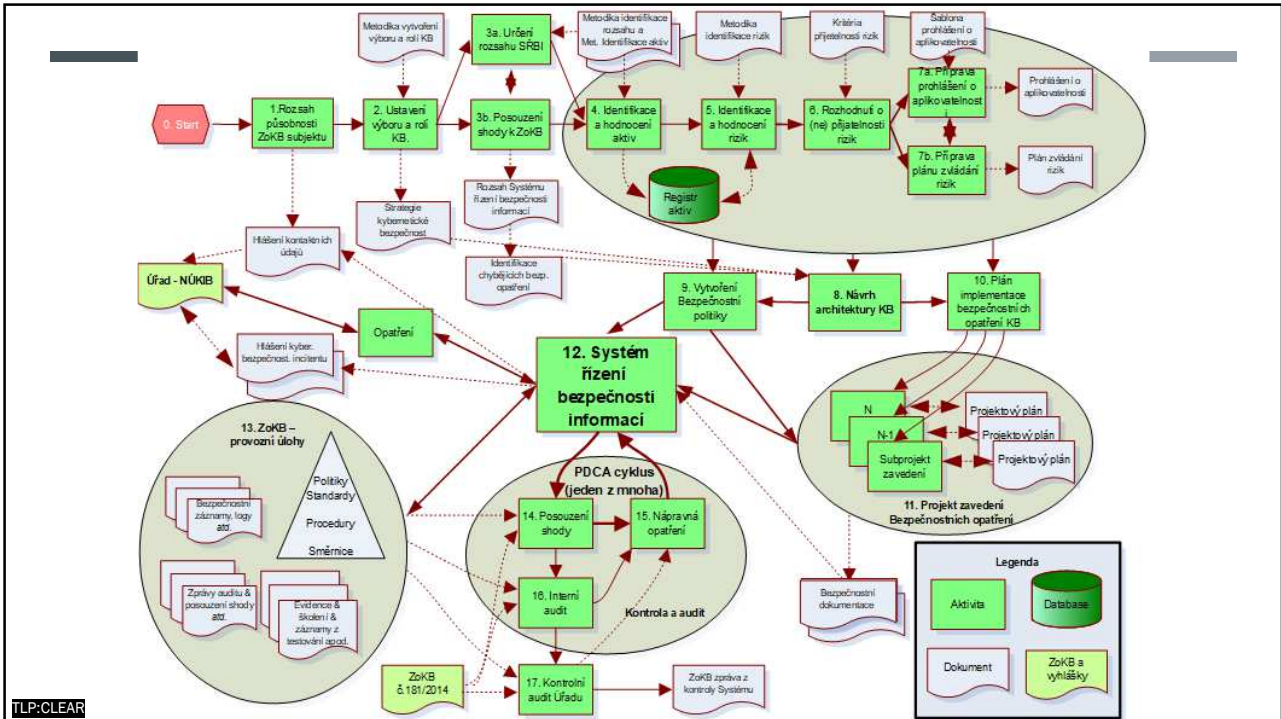 Metodika vytvoření
výboru a rolí KB
3a. Určení
rozsahu SŘBI
Metodika identifikace
rozsahu a
Met. Identifikace aktiv
Metodika
identifikace rizik
Kritéria
přijetelnosti rizik
Šablona
prohlášení o
aplikovatelnosti
0. Start
1.Rozsah
působnosti
ZoKB subjektu
2. Ustavení
výboru a rolí
KB.
3b. Posouzení
shody k ZoKB
4. Identifikace
a hodnocení
aktiv
5. Identifikace
a hodnocení
rizik
6. Rozhodnutí o
(ne) přijatelnosti
rizik
7a. Příprava
prohlášení o
aplikovatelnost
Prohlášení o
aplikovatelnosti
7b. Příprava
plánu zvládání
rizik
Plán zvládání
rizik
Registr
aktiv
Strategie
kybernetické
bezpečnost
Rozsah Systému
řízení bezpečnosti
informací
Hlášení kontaktních
údajů
Identifikace
chybějících bezp.
opatření
Úřad - NÚKIB
9. Vytvoření
Bezpečnostní
politiky
8. Návrh
architektury KB
10. Plán
implementace
bezpečnostních
opatření KB
Opatření
Hlášení kyber.
bezpečnost. incitentu
12. Systém
řízení
bezpečnosti
informací
N
N-1
Subprojekt
zavedení
Projektový plán
Projektový plán
Projektový plán
11. Projekt zavedení
Bezpečnostních opatření
13. ZoKB –
provozní úlohy
Politiky
Standardy
Procedury
Směrnice
Bezpečnostní
záznamy, logy
atd.
Zprávy auditu &
posouzení shody
atd.
Evidence &
školení &
záznamy z
testování apod.
PDCA cyklus
(jeden z mnoha)
14. Posouzení
shody
15. Nápravná
opatření
16. Interní
audit
Kontrola a audit
17. Kontrolní
audit Úřadu
ZoKB
č.181/2014
ZoKB zpráva z
kontroly Systému
Bezpečnostní
dokumentace
Legenda
Aktivita
Database
Dokument
ZoKB a
vyhlášky
TLP:CLEAR